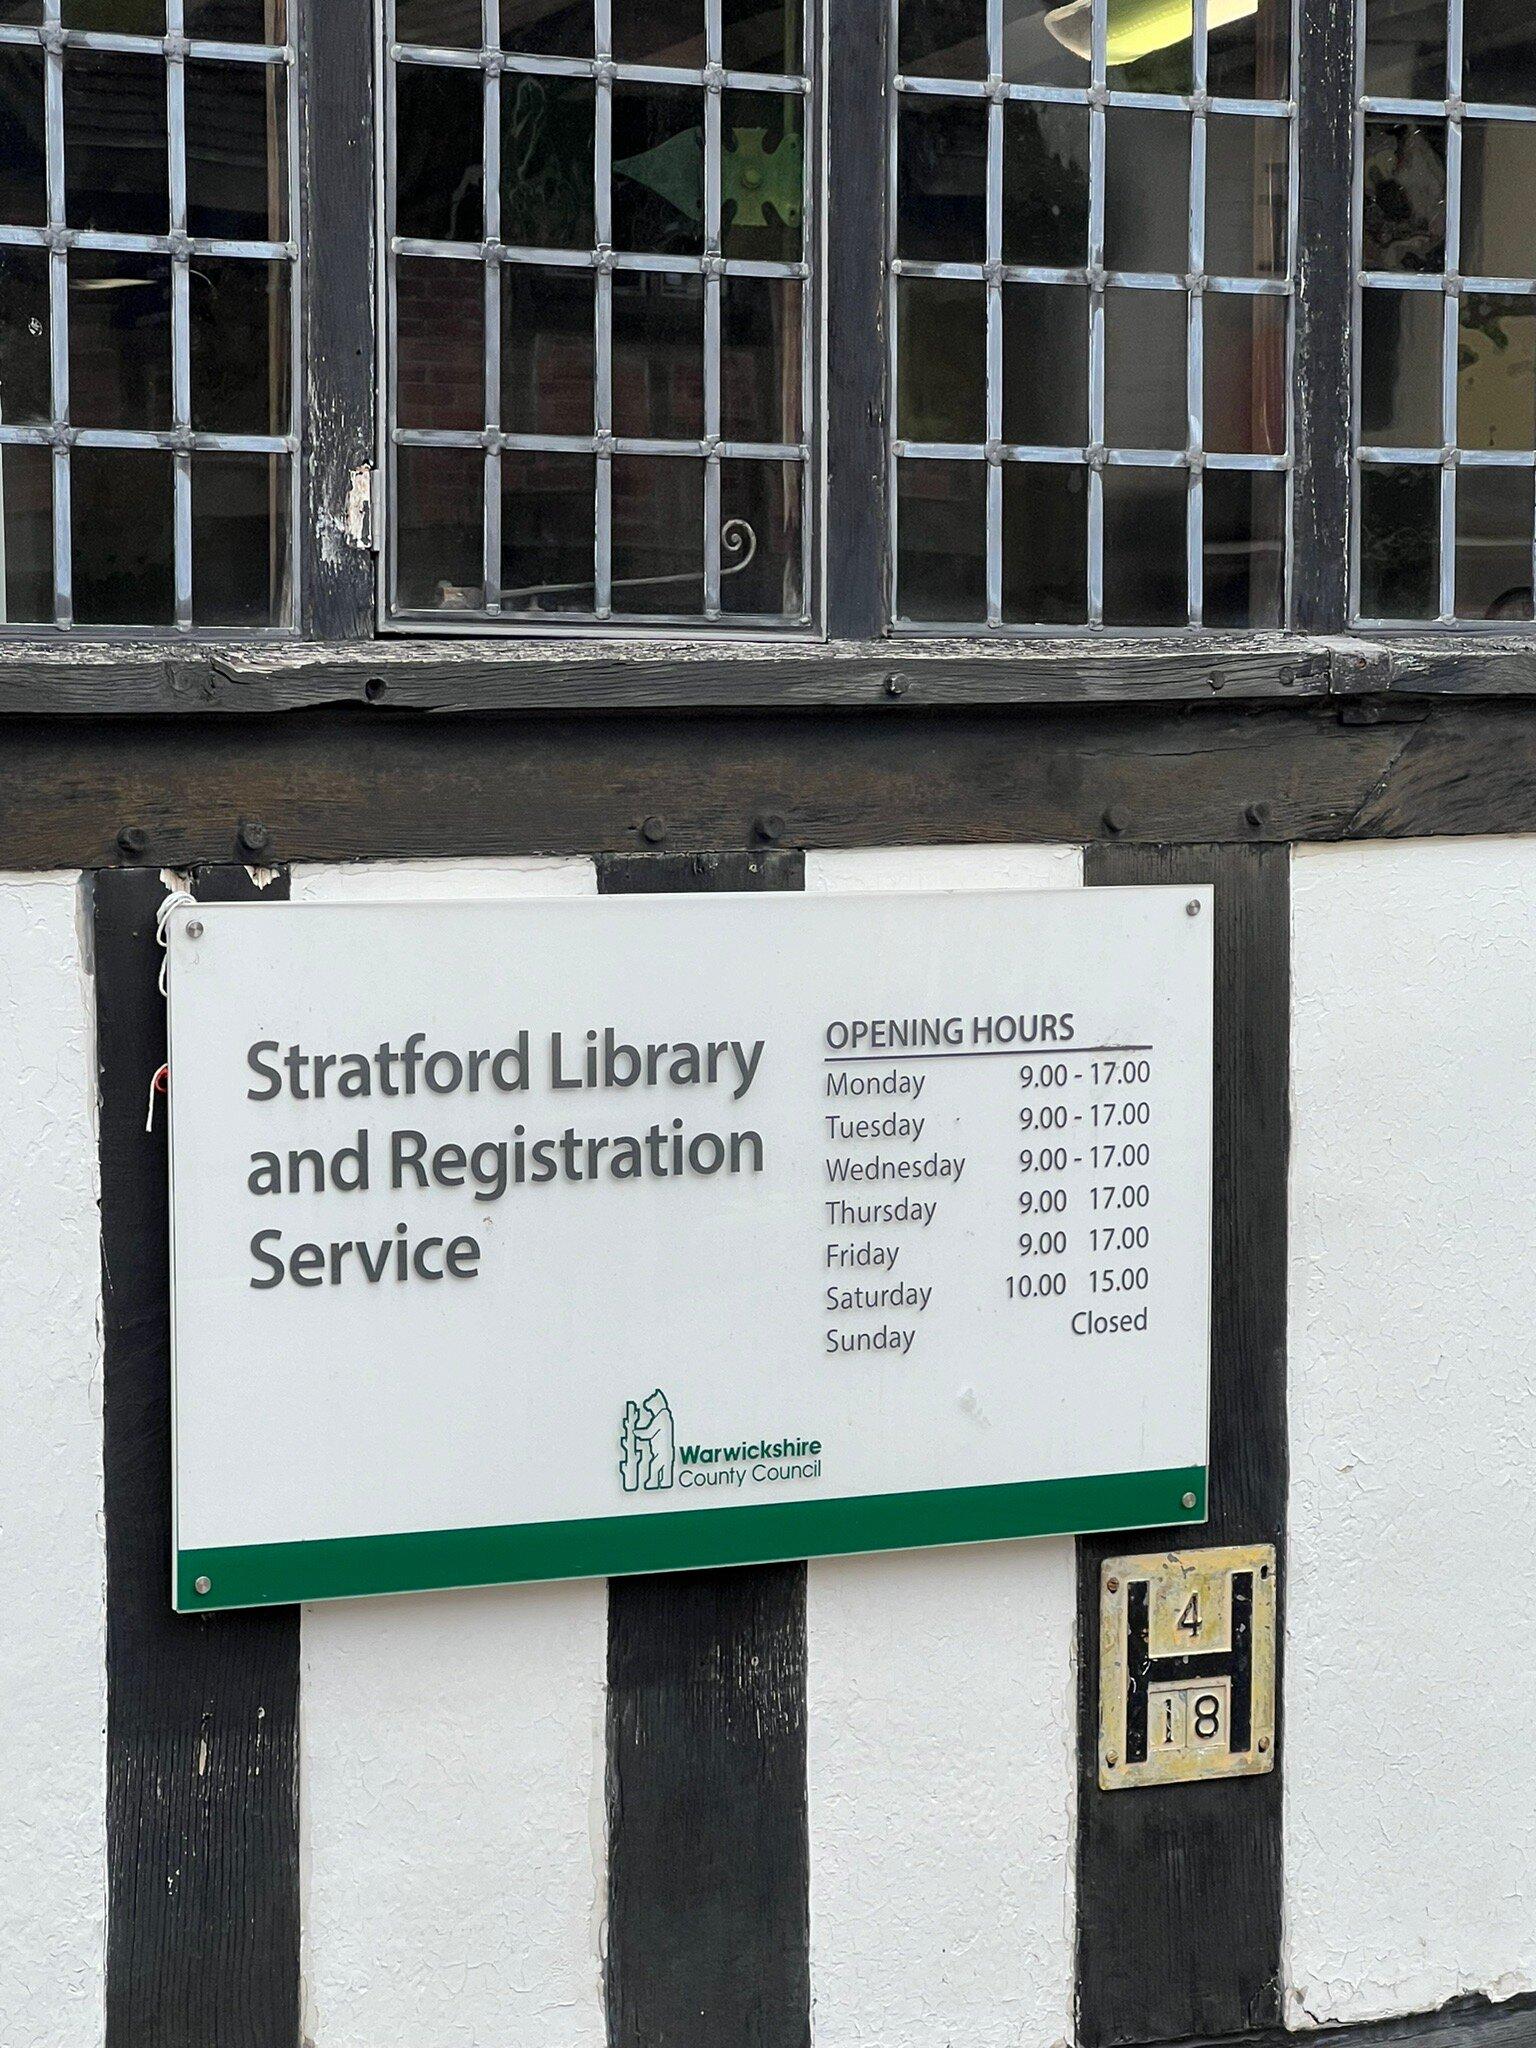 Stratford Library
and Registration
Service
OPENING HOURS
Monday 9.00 - 17.00
Tuesday 9.00 - 17.00
Wednesday 9.00 - 17.00
Thursday 9.00 17.00
Friday 9.00 17.00
Saturday 10.00 15.00
Sunday Closed
Warwickshire
County Council
H
4
18